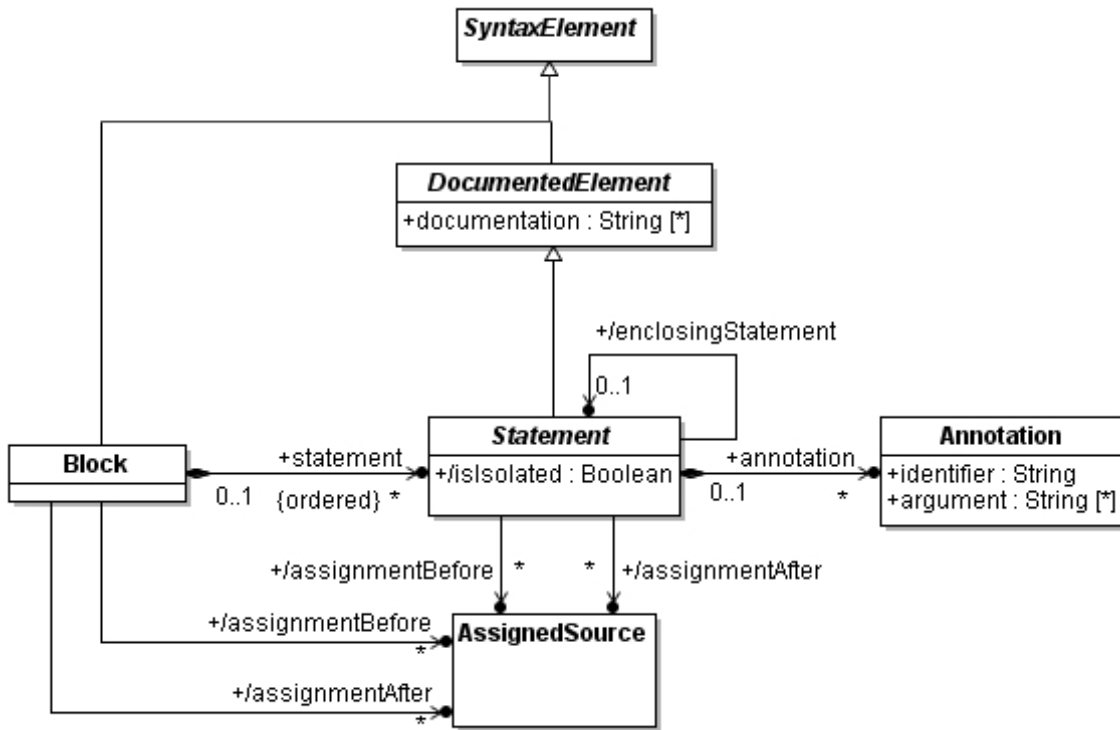 SyntaxElement
DocumentedElement
+documentation : String [*]
+/enclosingStatement
0..1
Block
0..1
+statement
{ordered} *
Statement
+/isIsolated : Boolean
0..1
+annotation
*
Annotation
+identifier : String
+argument : String [*]
+/assignmentBefore *
* +/assignmentAfter
+/assignmentBefore
*
AssignedSource
+/assignmentAfter
*